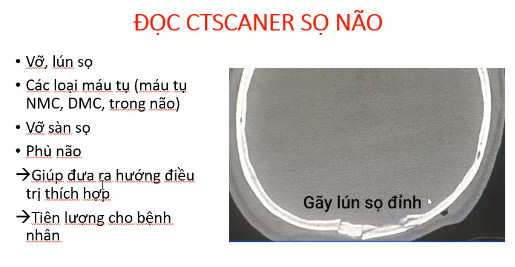 ĐỌC CTSCANER SỌ NÃO
• Vỡ, lún sọ
• Các loại máu tụ (máu tụ
NMC, DMC, trong não)
• Vỡ sàn sọ
• Phù não
→Giúp đưa ra hướng điều
trị thích hợp
→Tiên lượng cho bệnh
nhân
Gãy lún sọ đỉnh